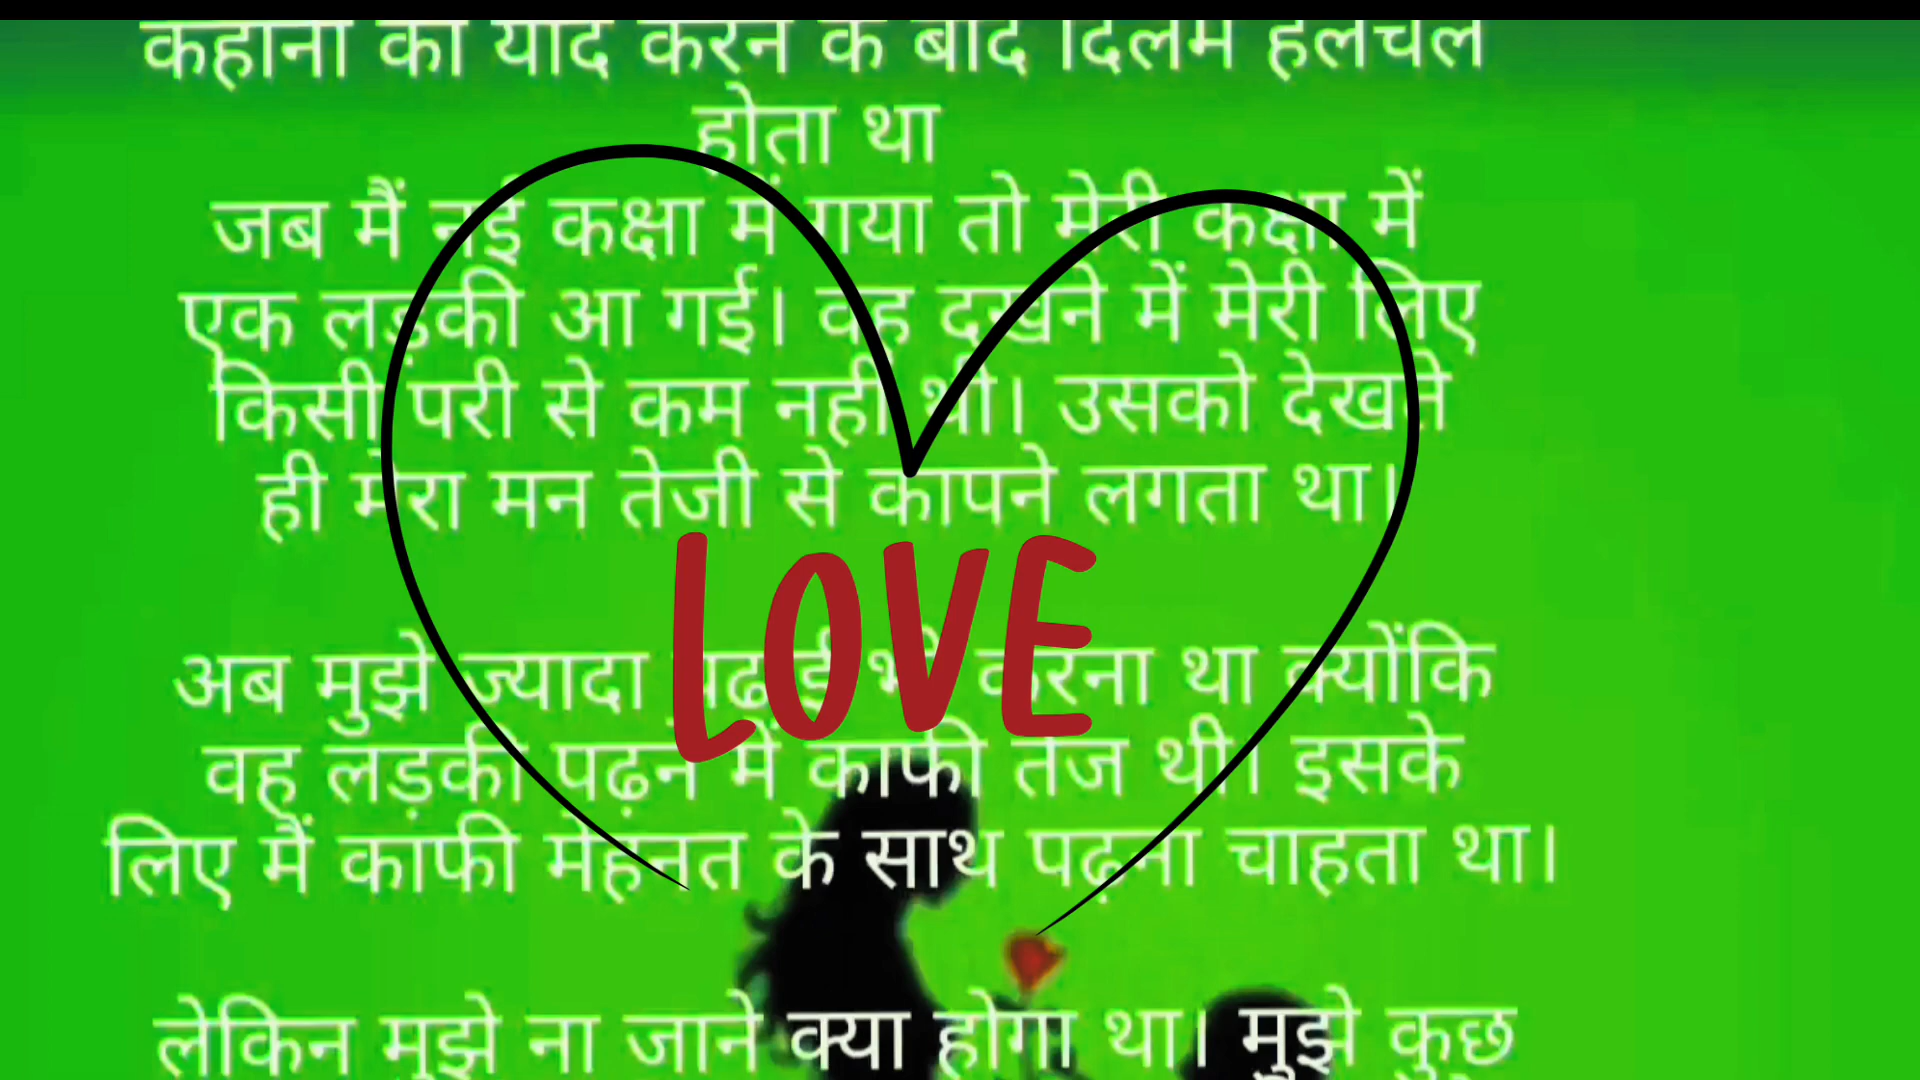 कहानी को याद करने के बाद दिलमे हलचल
होता था
जब मैं नई कक्षा में गया तो मेरी कक्षा में
एक लड़की आ गई। वह देखने में मेरी लिए
किसी परी से कम नही थी। उसको देखते
ही मेरा मन तेजी से कापने लगता था।
LOVE
अब मुझे ज्यादा पढाई भी करना था क्योंकि
वह लड़की पढ़ने में काफी तेज थी। इसके
लिए मैं काफी मेहनत के साथ पढ़ना चाहता था।
लेकिन मुझे ना जाने क्या होगा था। मुझे कुछ